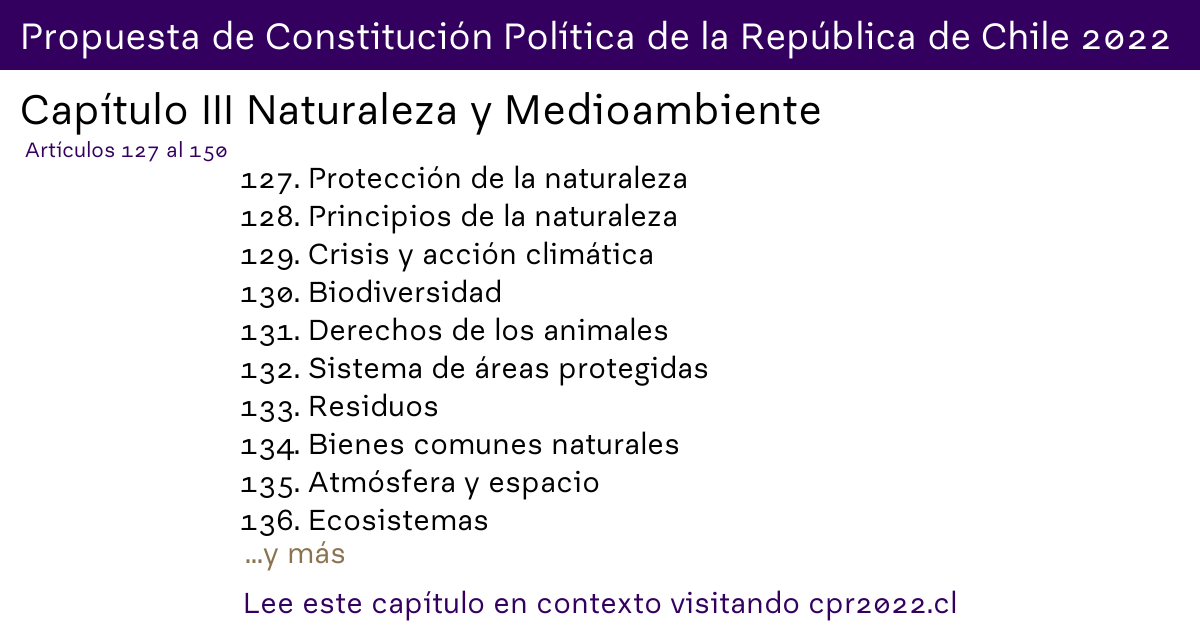 Propuesta de Constitución Política de la República de Chile 2022
Capítulo III Naturaleza y Medioambiente
Artículos 127 al 150
127. Protección de la naturaleza
128. Principios de la naturaleza
129. Crisis y acción climática
130. Biodiversidad
131. Derechos de los animales
132. Sistema de áreas protegidas
133. Residuos
134. Bienes comunes naturales
135. Atmósfera y espacio
136. Ecosistemas
...y más
Lee este capítulo en contexto visitando cpr2022.cl